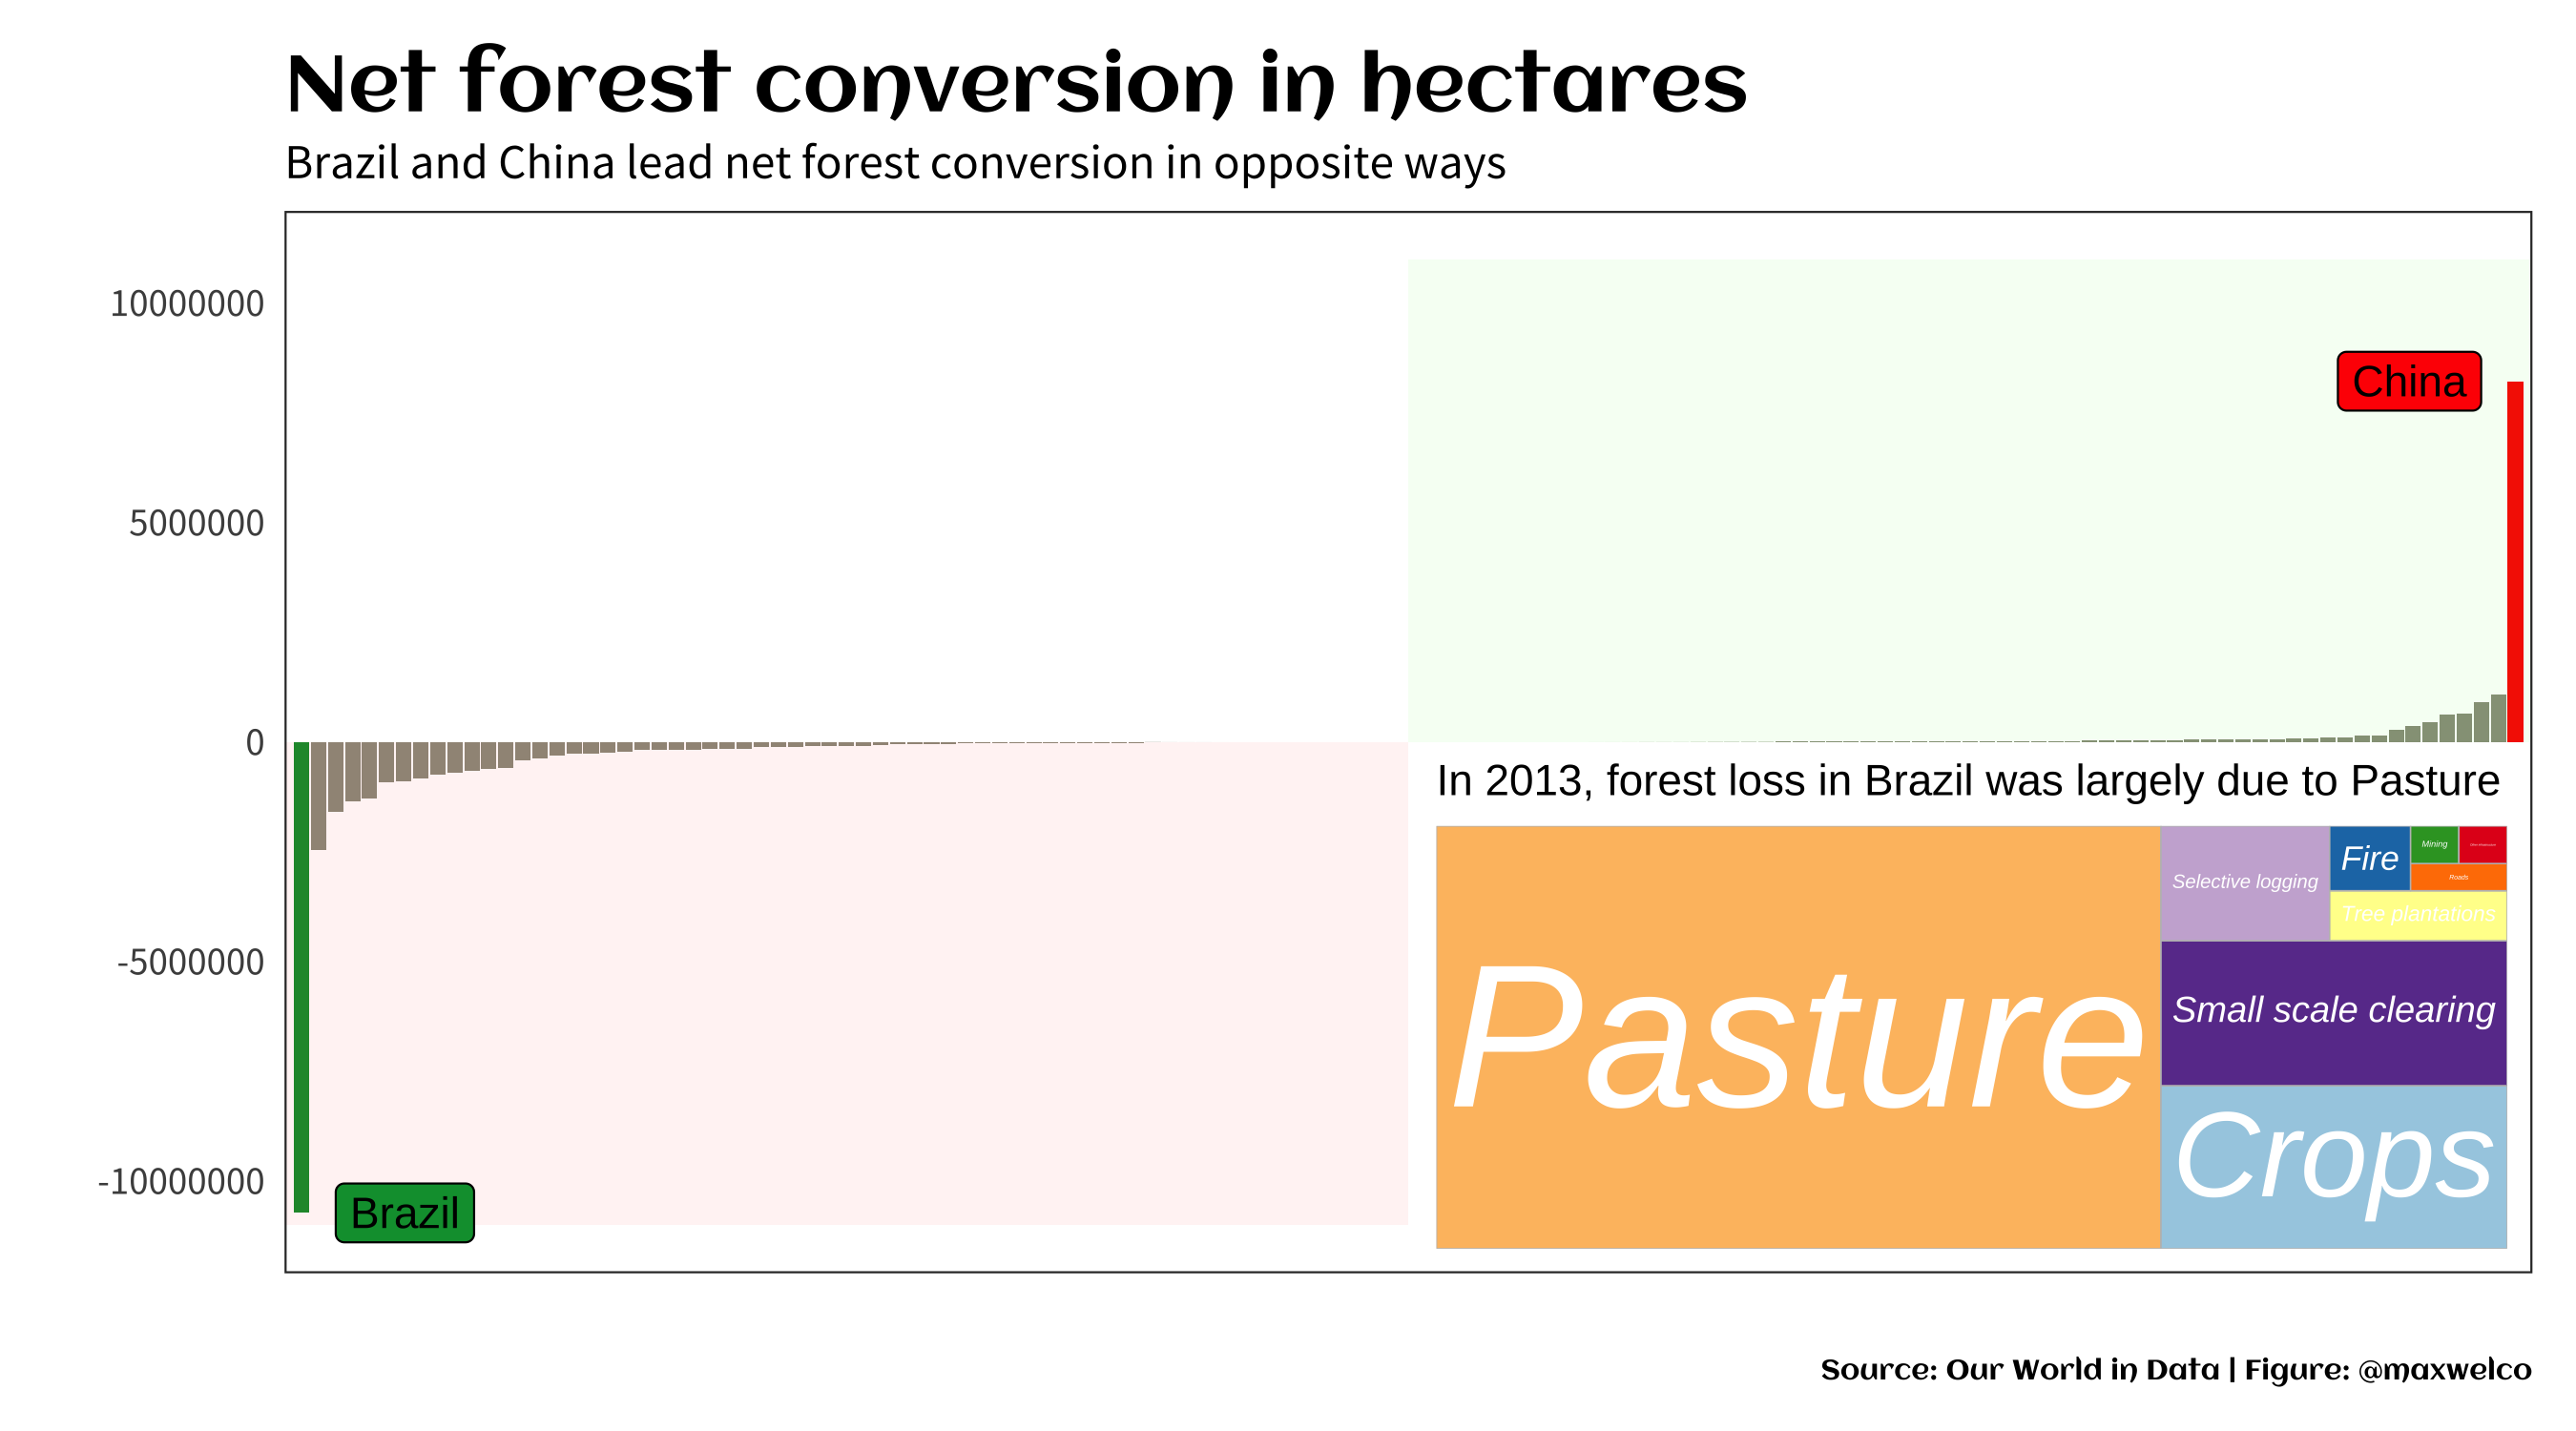 Net forest conversion in hectares
Brazil and China lead net forest conversion in opposite ways
10000000
5000000
0
-5000000
-10000000
China
Brazil
In 2013, forest loss in Brazil was largely due to Pasture
Pasture
Selective logging
Fire
Mining
Roads
Tree plantations
Small scale clearing
Crops
Source: Our World in Data | Figure: @maxwelco